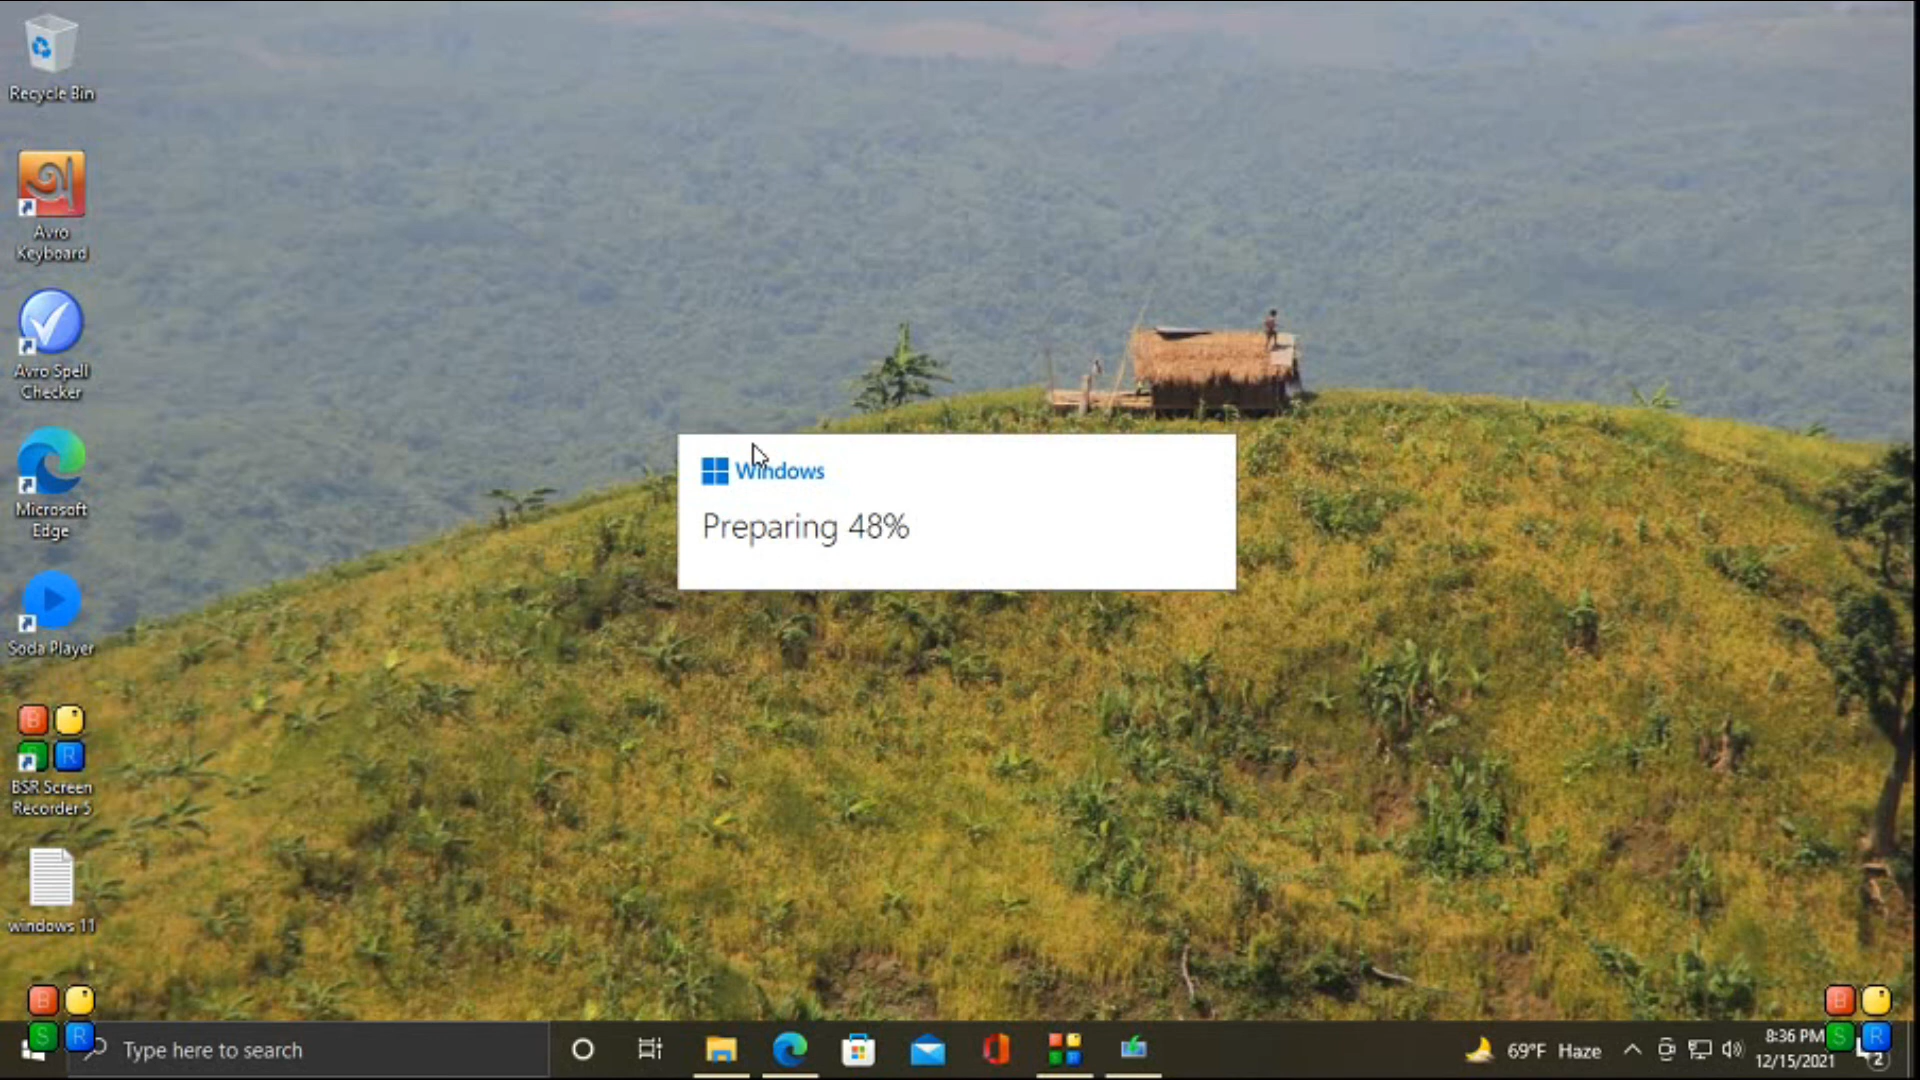 Recycle Bin
Avro
Keyboard
Avro Spell
Checker
Microsoft
Edge
Soda Player
B
R
BSR Screen
Recorder 5
windows 11
Windows
Preparing 48%
B
S R
Type here to search
69°F Haze
8:36 PM
12/15/2021
B
S R
2